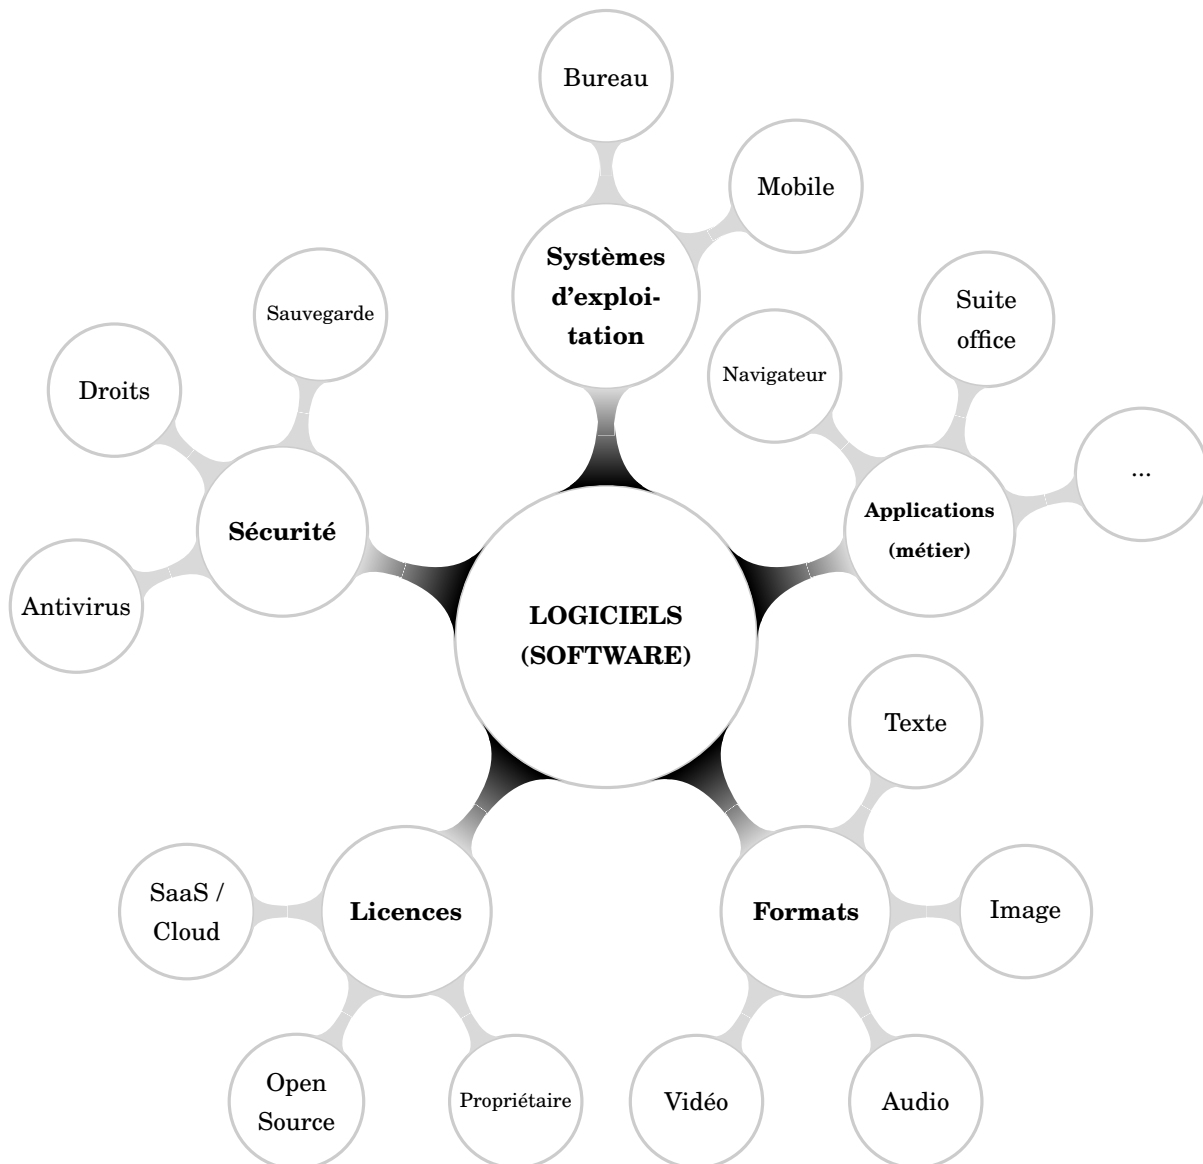 Bureau
Mobile
Systèmes
d’exploi-
tation
Sauvegarde
Droits
Sécurité
Antivirus
Suite
office
Navigateur
...
Applications
(métier)
LOGICIELS
(SOFTWARE)
Texte
Image
Formats
Vidéo
Audio
SaaS /
Cloud
Licences
Open
Source
Propriétaire